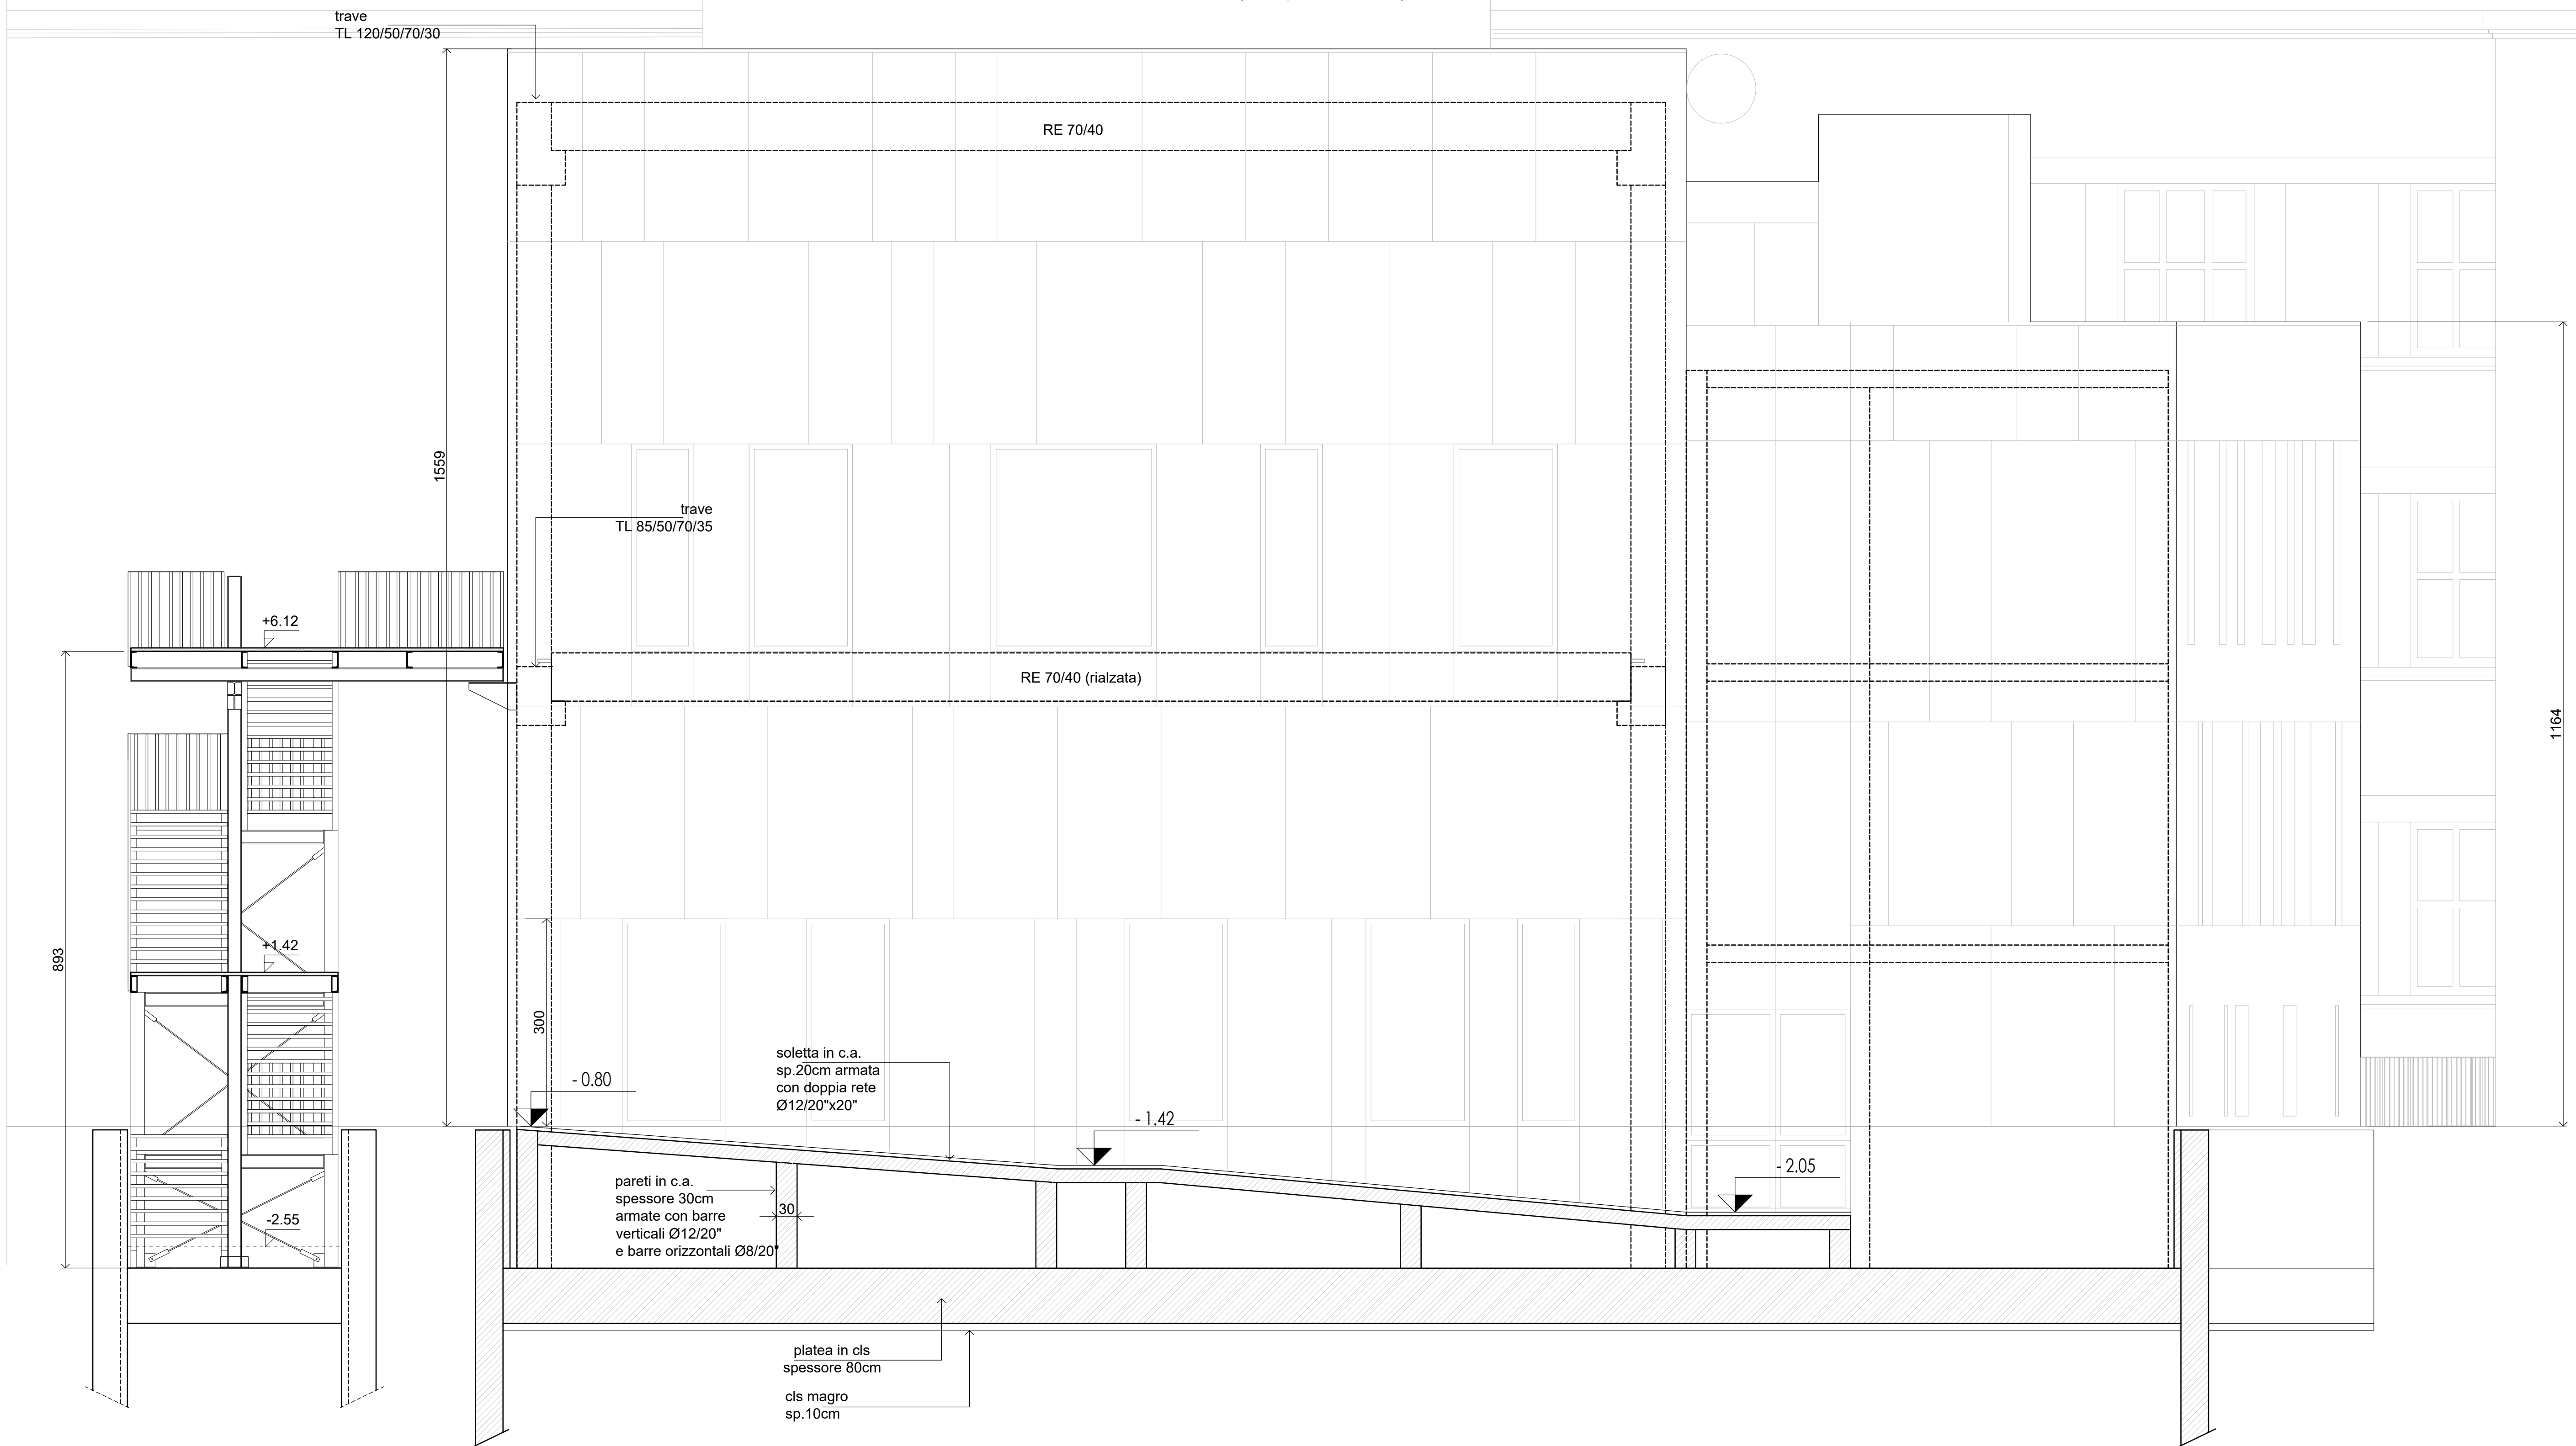 trave
TL 120/50/70/30
RE 70/40
1559
trave
TL 85/50/70/35
+6.12
RE 70/40 (rialzata)
1164
893
+1.42
300
soletta in c.a.
sp.20cm armata
con doppia rete
Ø12/20"x20"
- 0.80
- 1.42
- 2.05
pareti in c.a.
spessore 30cm
armate con barre
verticali Ø12/20"
e barre orizzontali Ø8/20"
30
-2.55
platea in cls
spessore 80cm
cls magro
sp.10cm